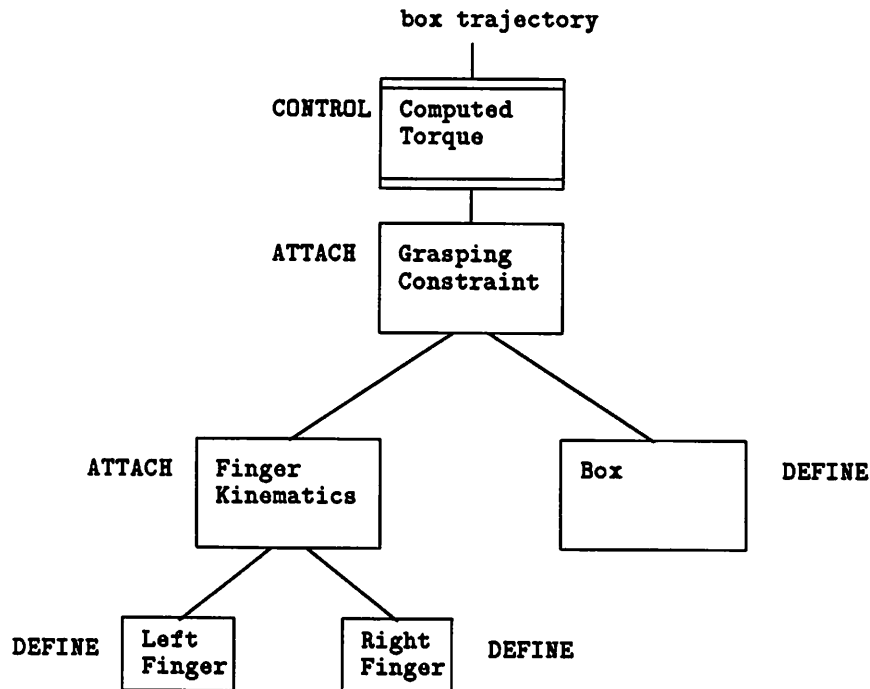 box trajectory
CONTROL
Computed
Torque
ATTACH
Grasping
Constraint
ATTACH
Finger
Kinematics
Box
DEFINE
DEFINE
Left
Finger
Right
Finger
DEFINE